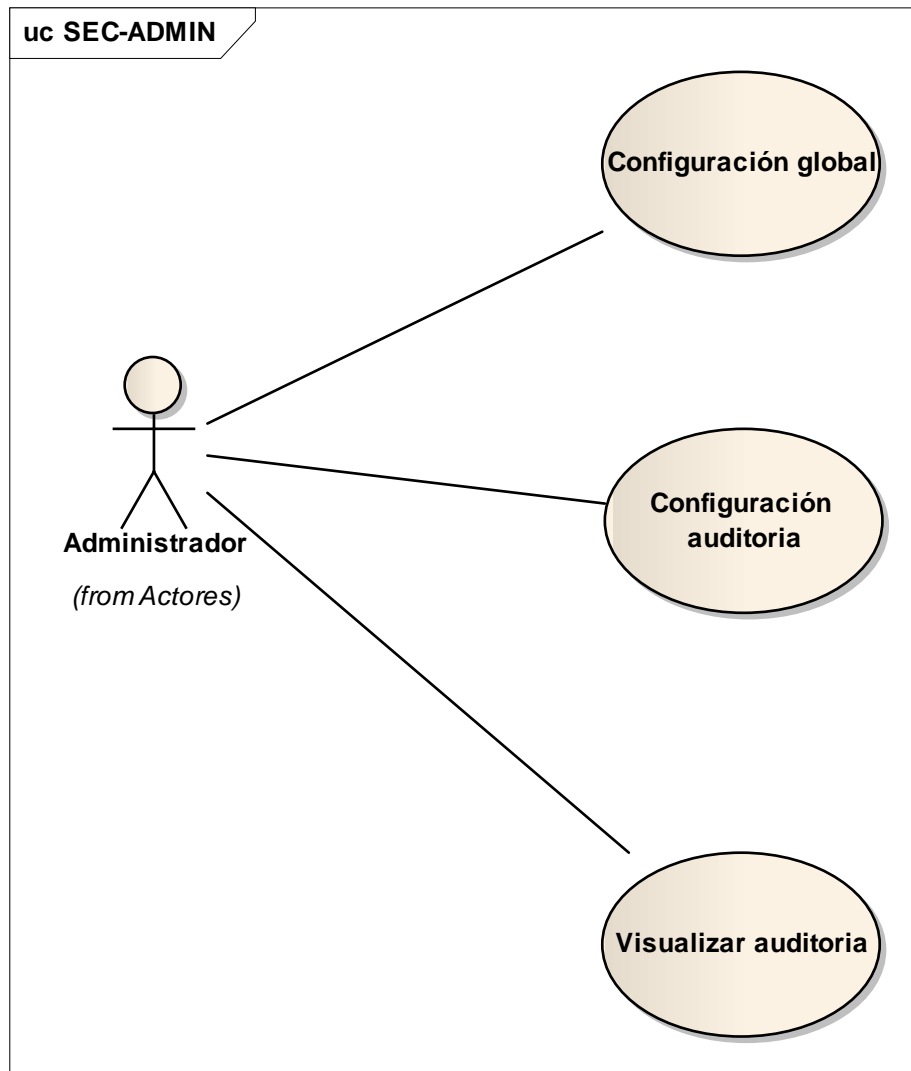 uc SEC-ADMIN
Configuración global
Configuración
auditoria
Administrador
(from Actores)
Visualizar auditoria